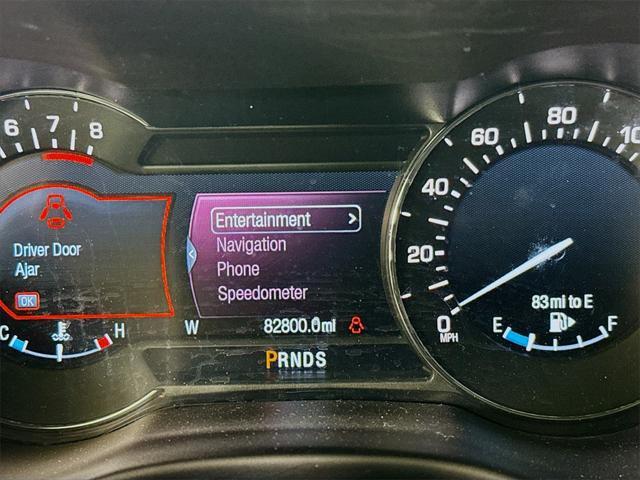 6 7 8
Driver Door
Ajar
OK
C H
Entertainment >
Navigation
Phone
Speedometer
W 82800.0mi
PRNDS
0 20 40 60 80
MPH
83mi to E
E F